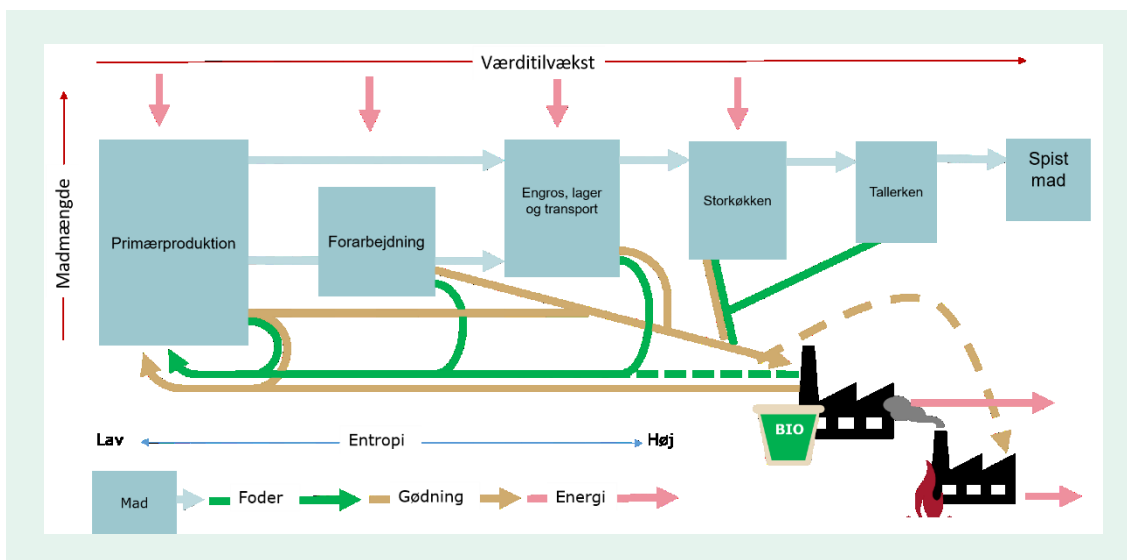 Værditilvækst
Madmængde
Primærproduktion
Forarbejdning
Engros, lager
og transport
Storkøkken
Tallerken
Spist
mad
BIO
Lav
Entropi
Høj
Mad
Foder
Gødning
Energi